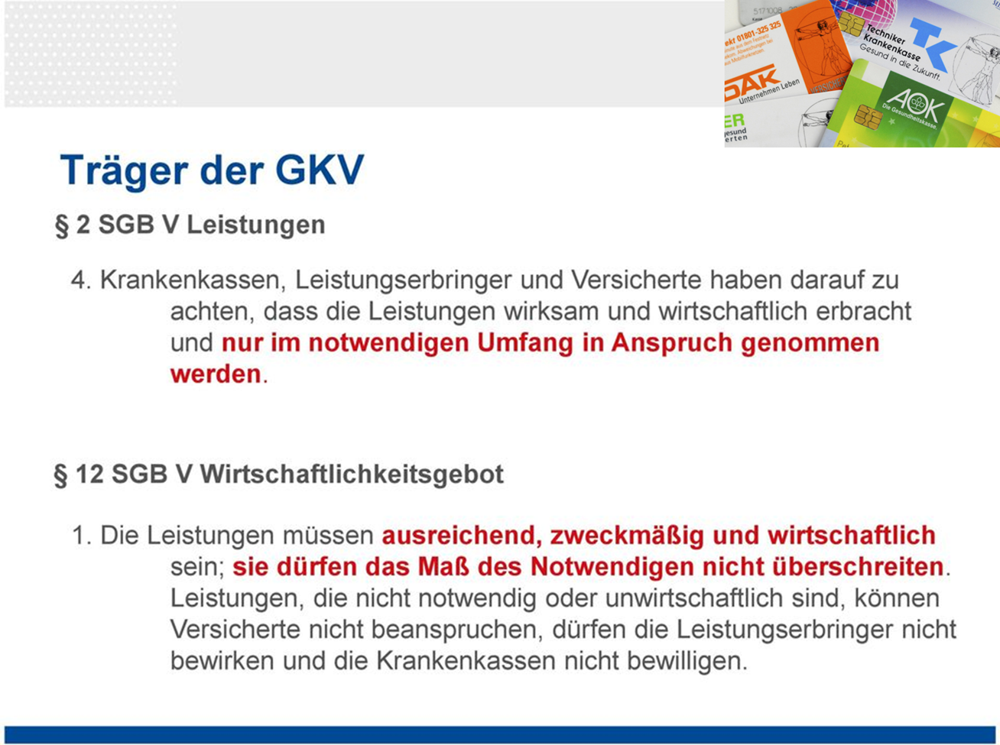 5171008
ekt 01801-325 325
DAK
Unternehmen Leben
Techniker
Krankenkasse
Gesund in die Zukunft.
TK
AOK
Die Gesundheitskasse.
Träger der GKV
§ 2 SGB V Leistungen
4. Krankenkassen, Leistungserbringer und Versicherte haben darauf zu
achten, dass die Leistungen wirksam und wirtschaftlich erbracht
und nur im notwendigen Umfang in Anspruch genommen
werden.
§ 12 SGB V Wirtschaftlichkeitsgebot
1. Die Leistungen müssen ausreichend, zweckmäßig und wirtschaftlich
sein; sie dürfen das Maß des Notwendigen nicht überschreiten.
Leistungen, die nicht notwendig oder unwirtschaftlich sind, können
Versicherte nicht beanspruchen, dürfen die Leistungserbringer nicht
bewirken und die Krankenkassen nicht bewilligen.